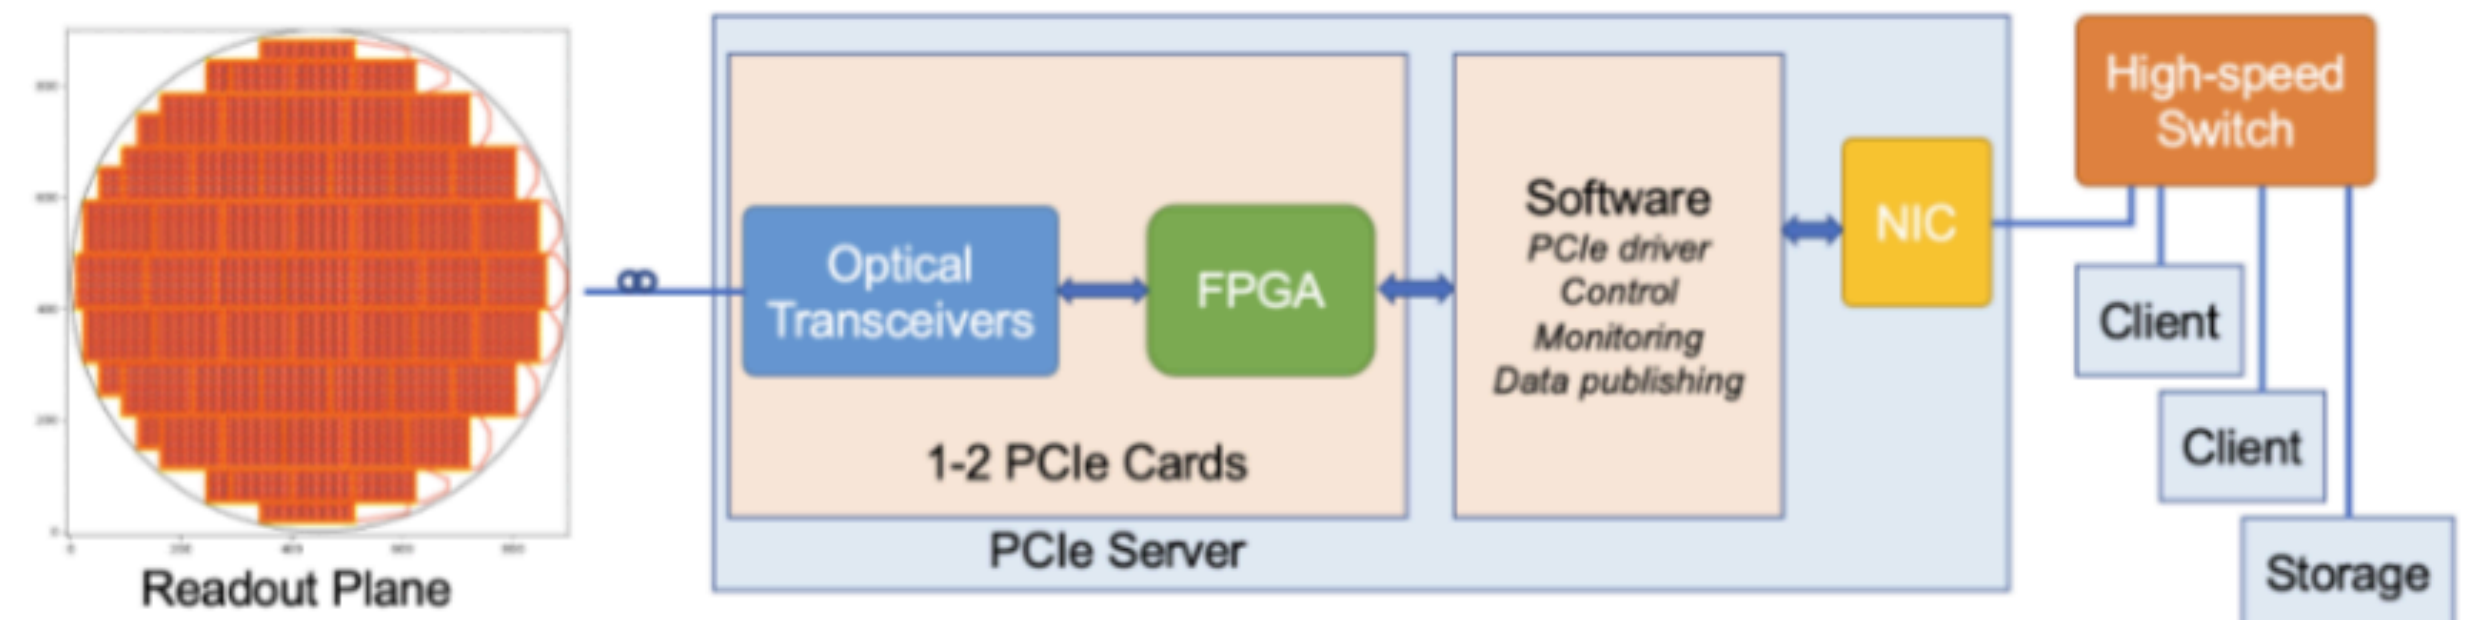 Readout Plane
Optical
Transceivers
FPGA
1-2 PCIe Cards
PCIe Server
Software
PCIe driver
Control
Monitoring
Data publishing
NIC
High-speed
Switch
Client
Client
Storage